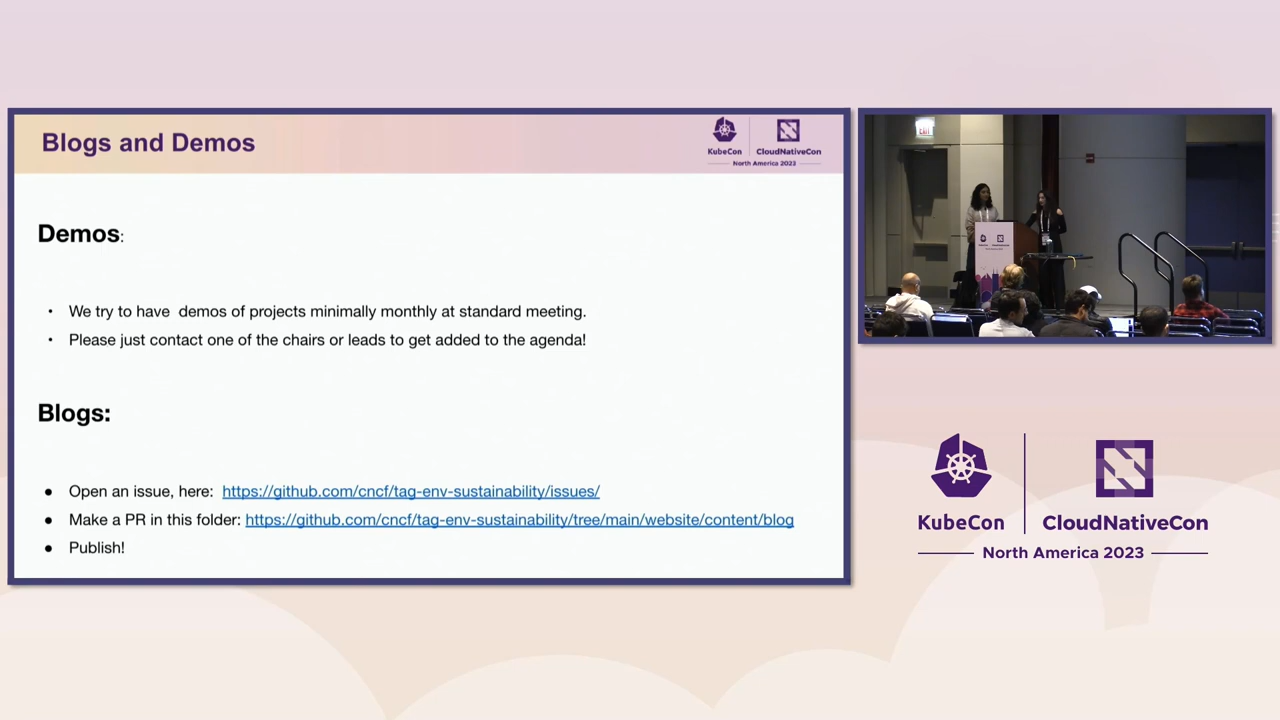 Blogs and Demos
KubeCon
CloudNativeCon
North America 2023
Demos:
• We try to have demos of projects minimally monthly at standard meeting.
• Please just contact one of the chairs or leads to get added to the agenda!
Blogs:
● Open an issue, here: https://github.com/cncf/tag-env-sustainability/issues/
● Make a PR in this folder: https://github.com/cncf/tag-env-sustainability/tree/main/website/content/blog
● Publish!
KubeCon
CloudNativeCon
North America 2023